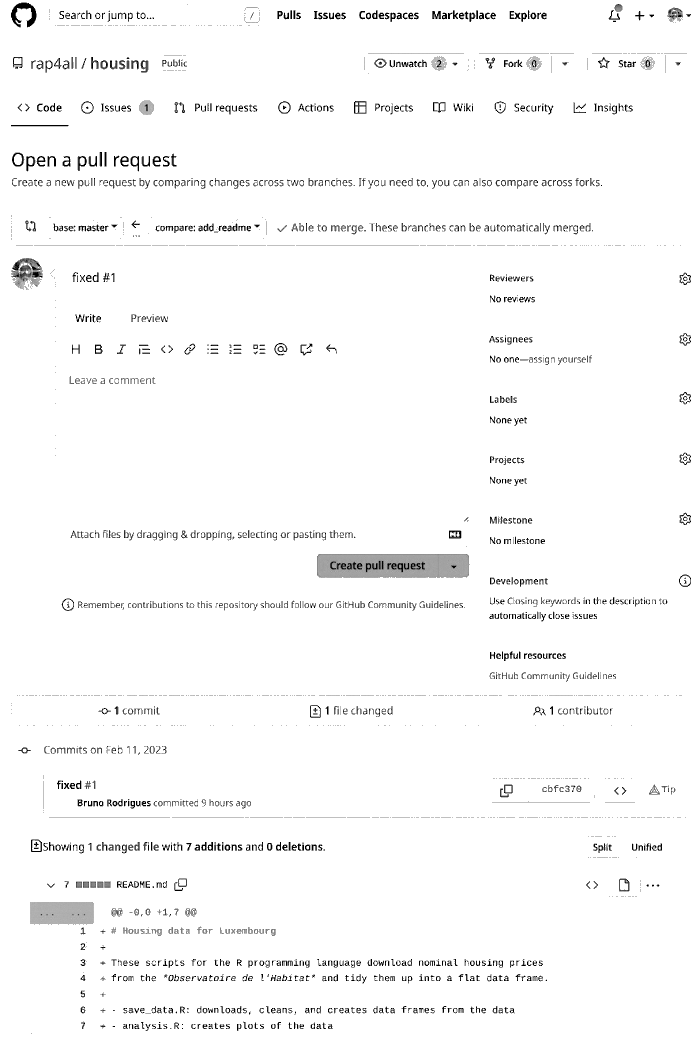 Search or jump to... /
Pulls Issues Codespaces Marketplace Explore
rap4all / housing Public
Unwatch 2 Fork 0 Star 0
Code Issues 1 Pull requests Actions Projects Wiki Security Insights
Open a pull request
Create a new pull request by comparing changes across two branches. If you need to, you can also compare across forks.
base: master compare: add_readme ✓ Able to merge. These branches can be automatically merged.
fixed #1
Write Preview
H B I
Leave a comment
Attach files by dragging & dropping, selecting or pasting them.
Create pull request
Remember, contributions to this repository should follow our GitHub Community Guidelines.
Reviewers
No reviews
Assignees
No one—assign yourself
Labels
None yet
Projects
None yet
Milestone
No milestone
Development
Use Closing keywords in the description to
automatically close issues
Helpful resources
GitHub Community Guidelines
1 commit 1 file changed 1 contributor
Commits on Feb 11, 2023
fixed #1
Bruno Rodrigues committed 9 hours ago
cbfc370 Tip
Showing 1 changed file with 7 additions and 0 deletions.
Split Unified
7 README.md
... ... @@ -0,0 +1,7 @@
1 + # Housing data for Luxembourg
2 +
3 + These scripts for the R programming language download nominal housing prices
4 + from the *Observatoire de l'Habitat* and tidy them up into a flat data frame.
5 +
6 + - save_data.R: downloads, cleans, and creates data frames from the data
7 + - analysis.R: creates plots of the data